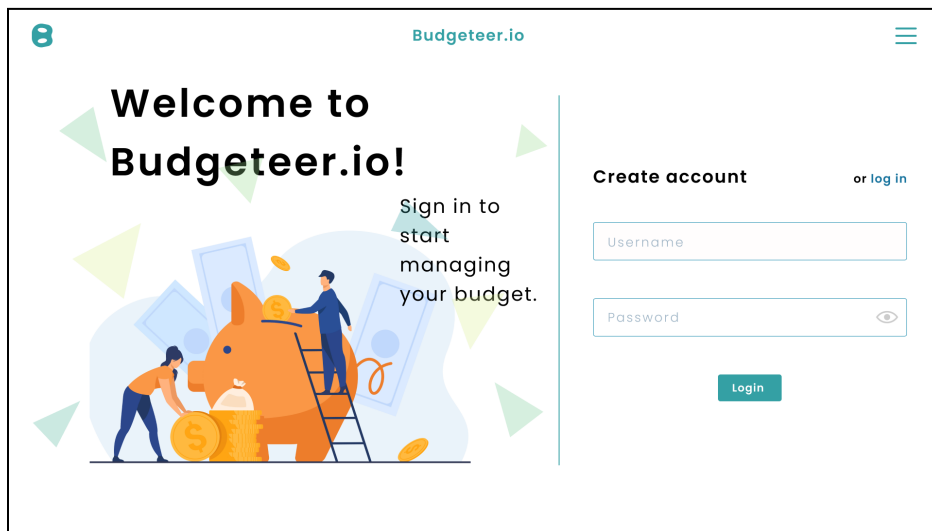 Budgeteer.io
Welcome to
Budgeteer.io!
Sign in to
start
managing
your budget.
Create account
or log in
Username
Password
Login
$
$